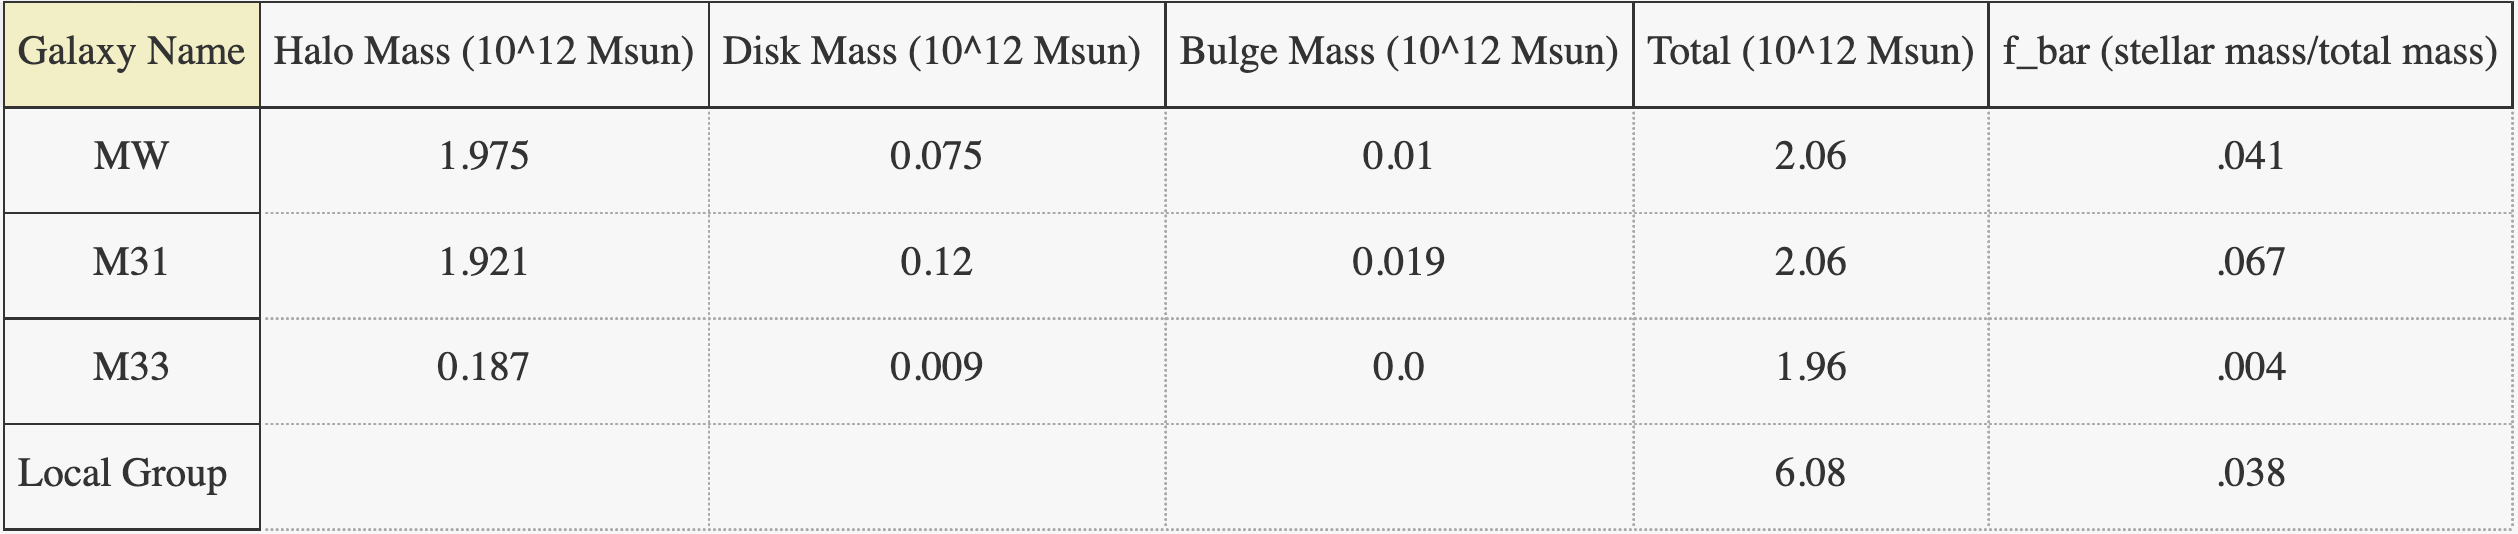 Galaxy Name Halo Mass (10^12 Msun) Disk Mass (10^12 Msun) Bulge Mass (10^12 Msun) Total (10^12 Msun) f_bar (stellar mass/total mass)
MW 1.975 0.075 0.01 2.06 .041
M31 1.921 0.12 0.019 2.06 .067
M33 0.187 0.009 0.0 1.96 .004
Local Group 6.08 .038